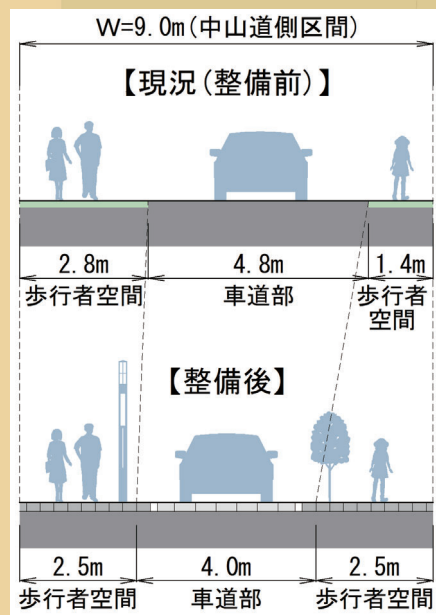 W=9.0m(中山道側区間)
【現況(整備前)】
2.8m 4.8m 1.4m
歩行者空間 車道部 歩行者
空間
【整備後】
2.5m 4.0m 2.5m
歩行者空間 車道部 歩行者空間